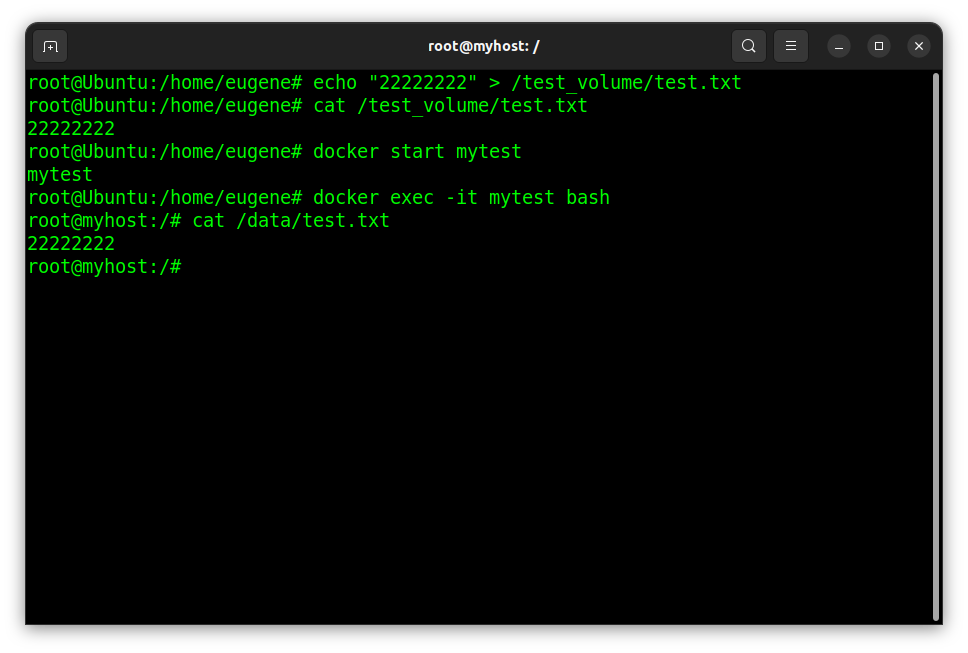 root@myhost: /
root@Ubuntu:/home/eugene# echo "22222222" > /test_volume/test.txt
root@Ubuntu:/home/eugene# cat /test_volume/test.txt
22222222
root@Ubuntu:/home/eugene# docker start mytest
mytest
root@Ubuntu:/home/eugene# docker exec -it mytest bash
root@myhost:/# cat /data/test.txt
22222222
root@myhost:/#